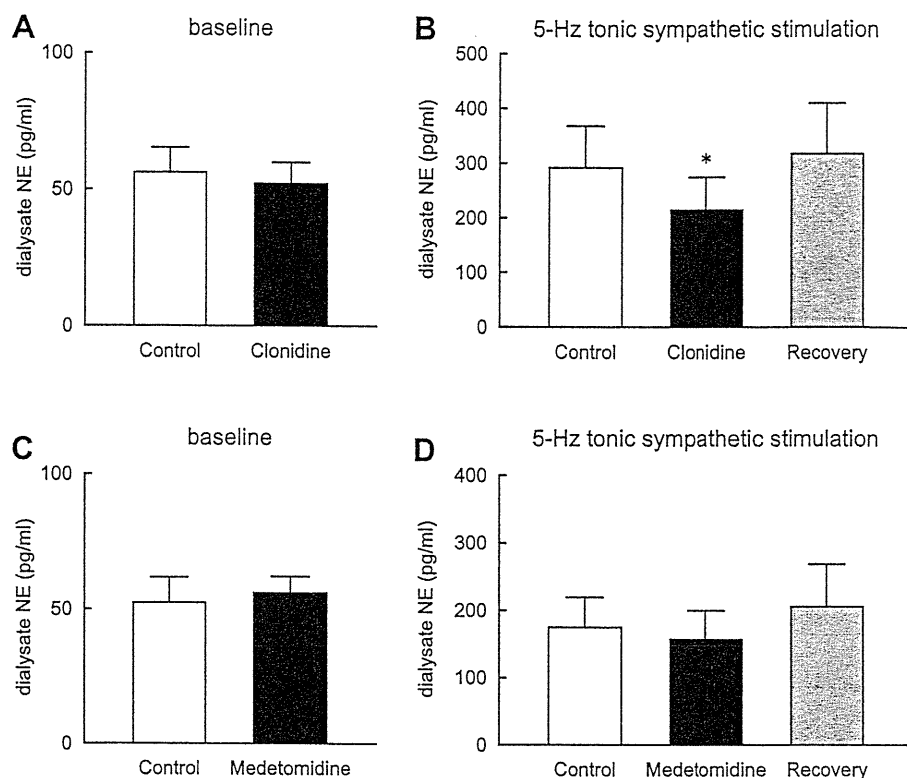 A
baseline
dialysate NE (pg/ml)
100
50
0
Control Clonidine
B
5-Hz tonic sympathetic stimulation
dialysate NE (pg/ml)
500
400
300
200
100
0
*
Control Clonidine Recovery
C
baseline
dialysate NE (pg/ml)
100
50
0
Control Medetomidine
D
5-Hz tonic sympathetic stimulation
dialysate NE (pg/ml)
400
300
200
100
0
Control Medetomidine Recovery